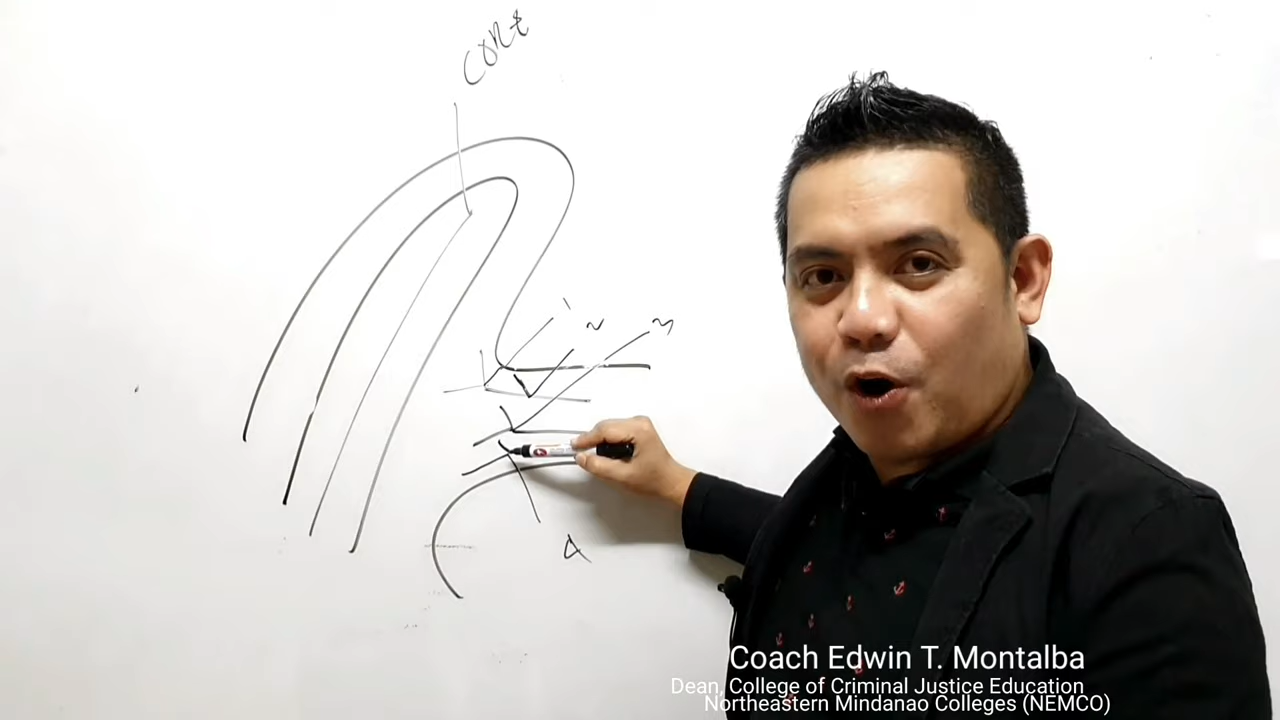 CORE
1
2
3
4
Coach Edwin T. Montalba
Dean, College of Criminal Justice Education
Northeastern Mindanao Colleges (NEMCO)